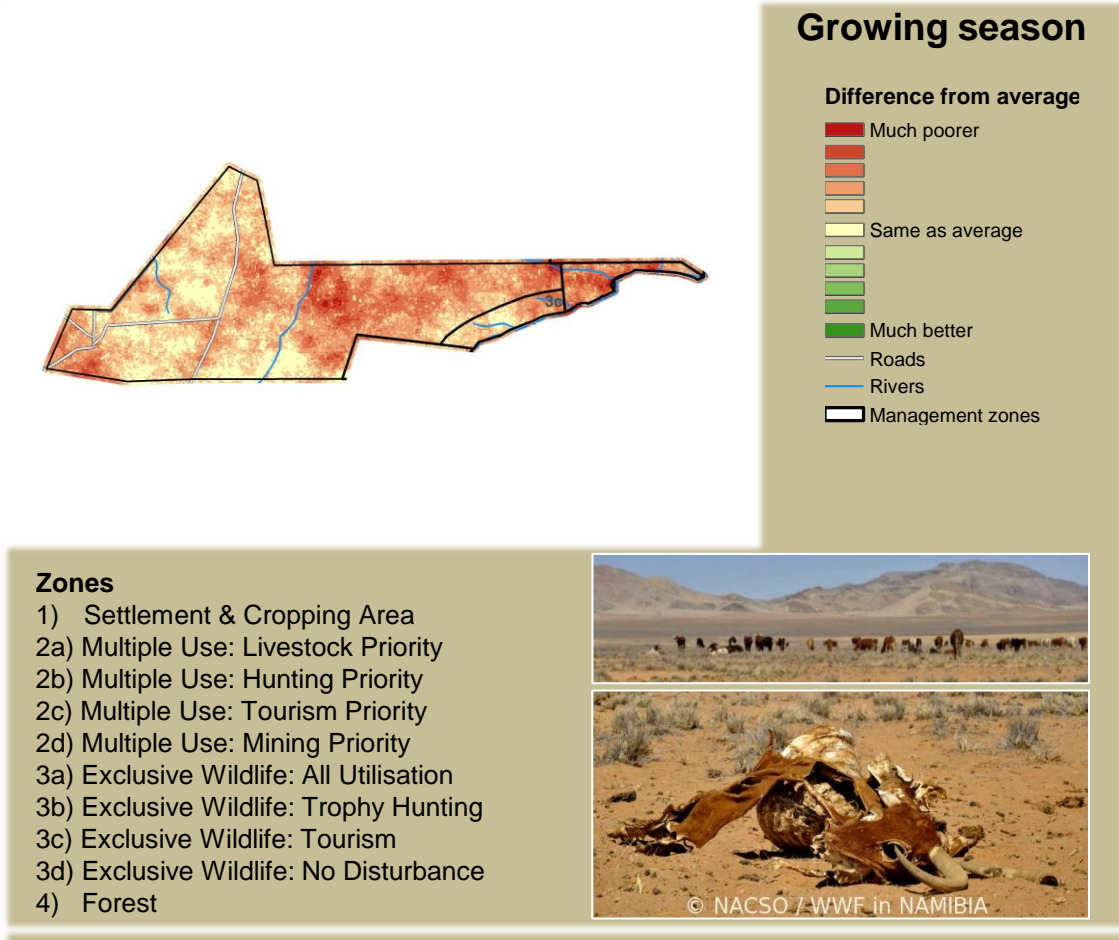 Growing season
Difference from average
Much poorer
Same as average
Much better
Roads
Rivers
Management zones
3c
Zones
1) Settlement & Cropping Area
2a) Multiple Use: Livestock Priority
2b) Multiple Use: Hunting Priority
2c) Multiple Use: Tourism Priority
2d) Multiple Use: Mining Priority
3a) Exclusive Wildlife: All Utilisation
3b) Exclusive Wildlife: Trophy Hunting
3c) Exclusive Wildlife: Tourism
3d) Exclusive Wildlife: No Disturbance
4) Forest
© NACSO / WWF in NAMIBIA